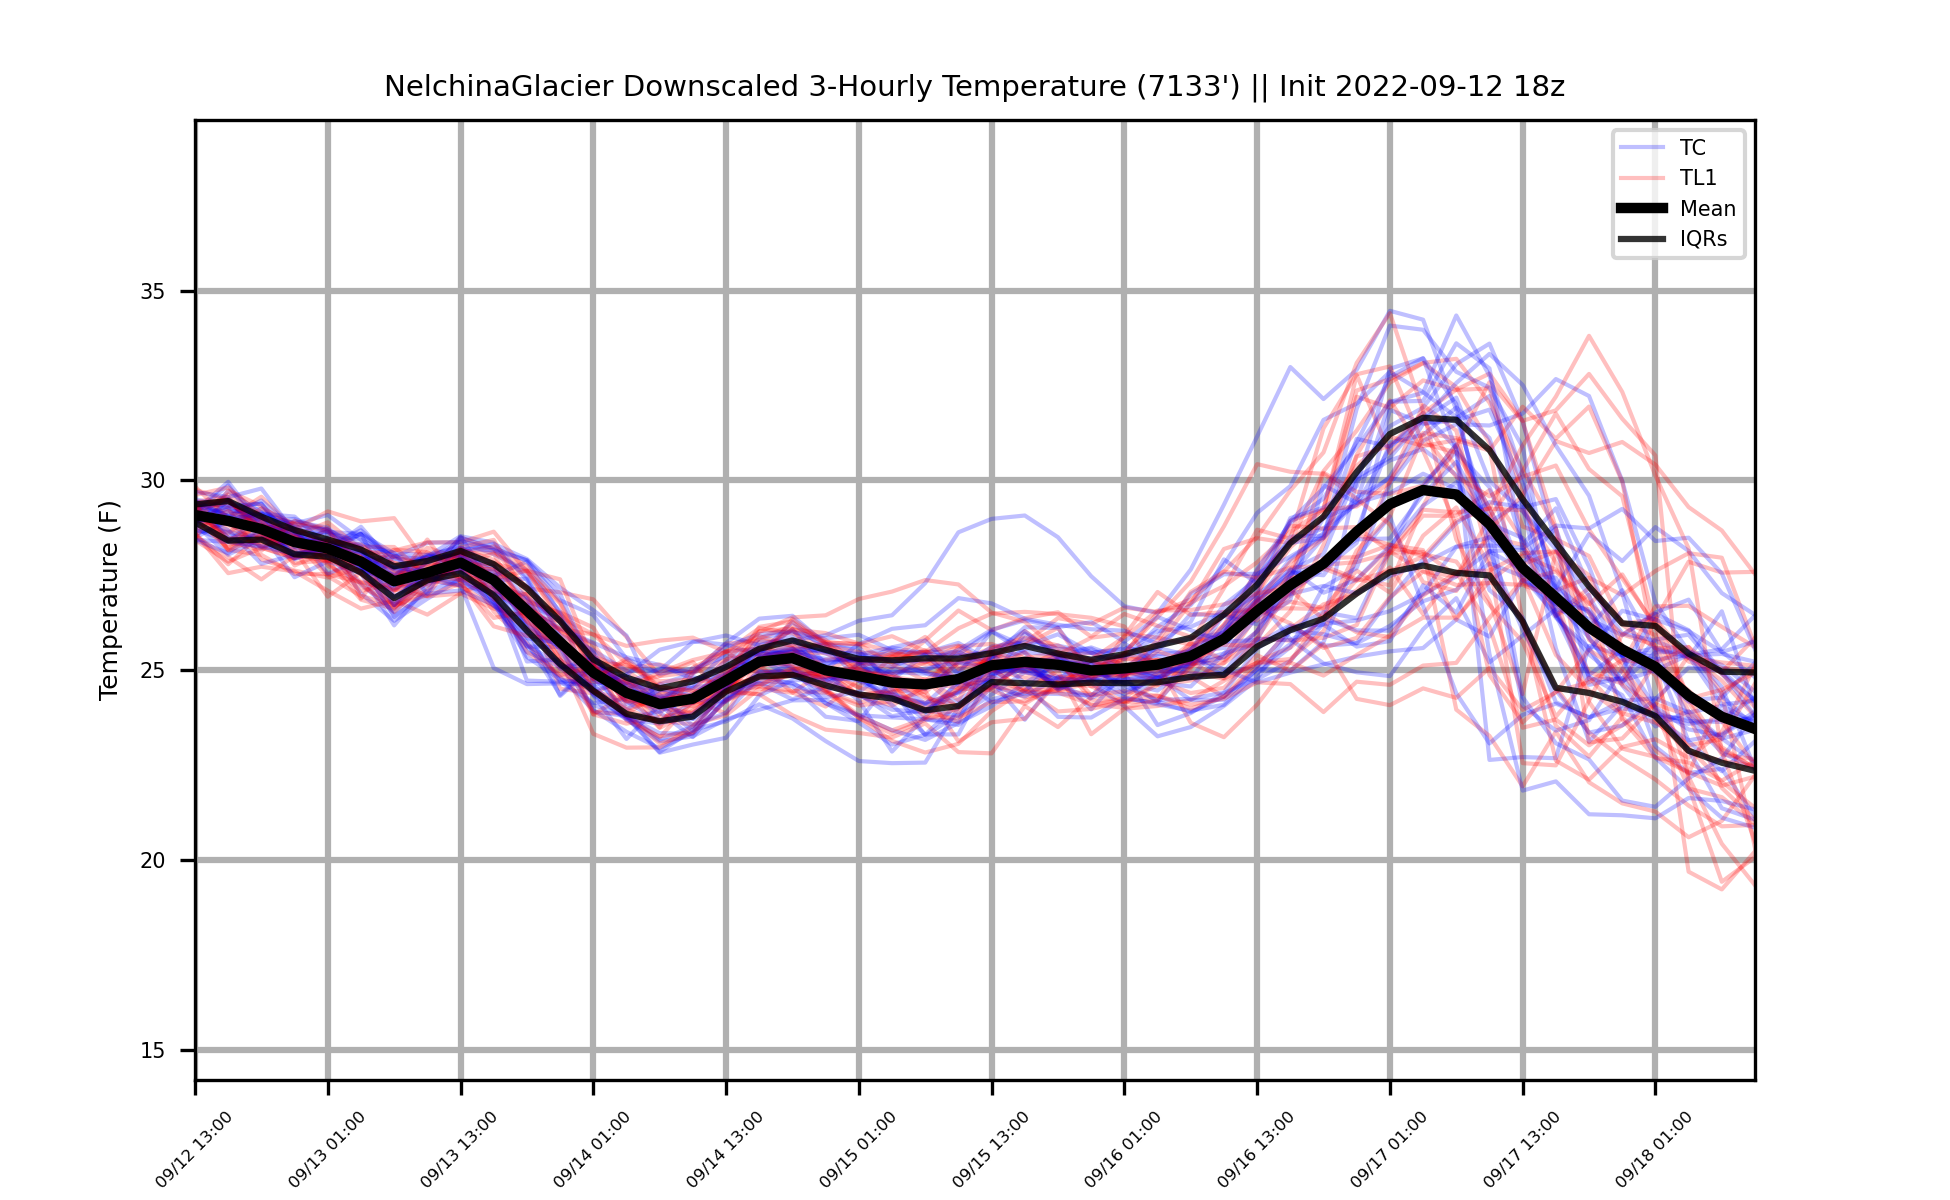 NelchinaGlacier Downscaled 3-Hourly Temperature (7133') || Init 2022-09-12 18z
TC
TL1
Mean
IQRs
Temperature (F)
35
30
25
20
15
09/12 13:00
09/13 01:00
09/13 13:00
09/14 01:00
09/14 13:00
09/15 01:00
09/15 13:00
09/16 01:00
09/16 13:00
09/17 01:00
09/17 13:00
09/18 01:00